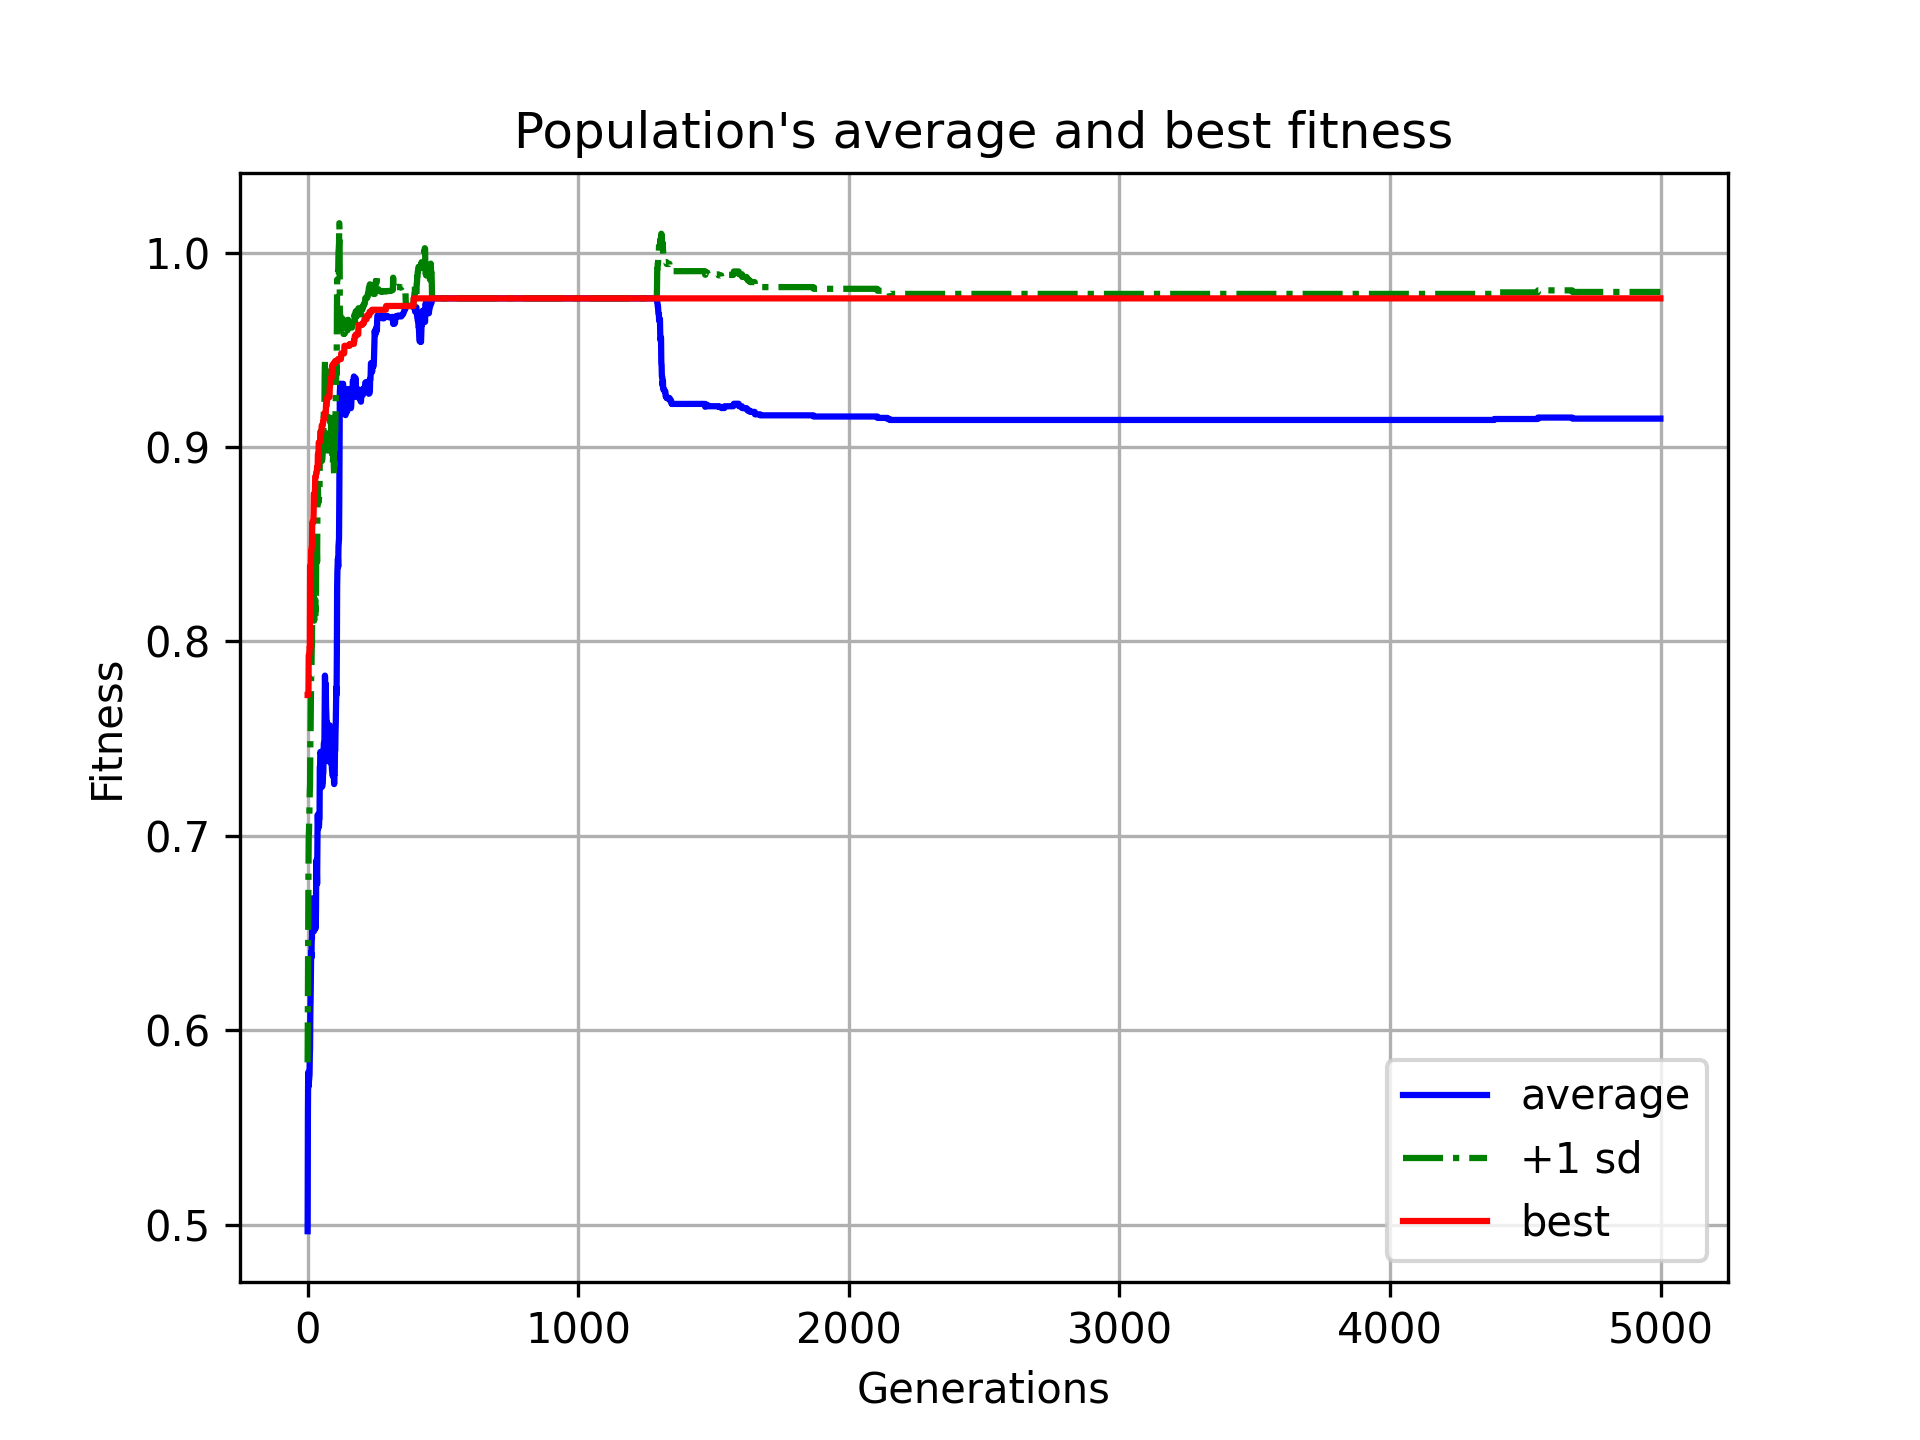 Population's average and best fitness
1.0
0.9
0.8
0.7
0.6
0.5
Fitness
0 1000 2000 3000 4000 5000
Generations
average
+1 sd
best